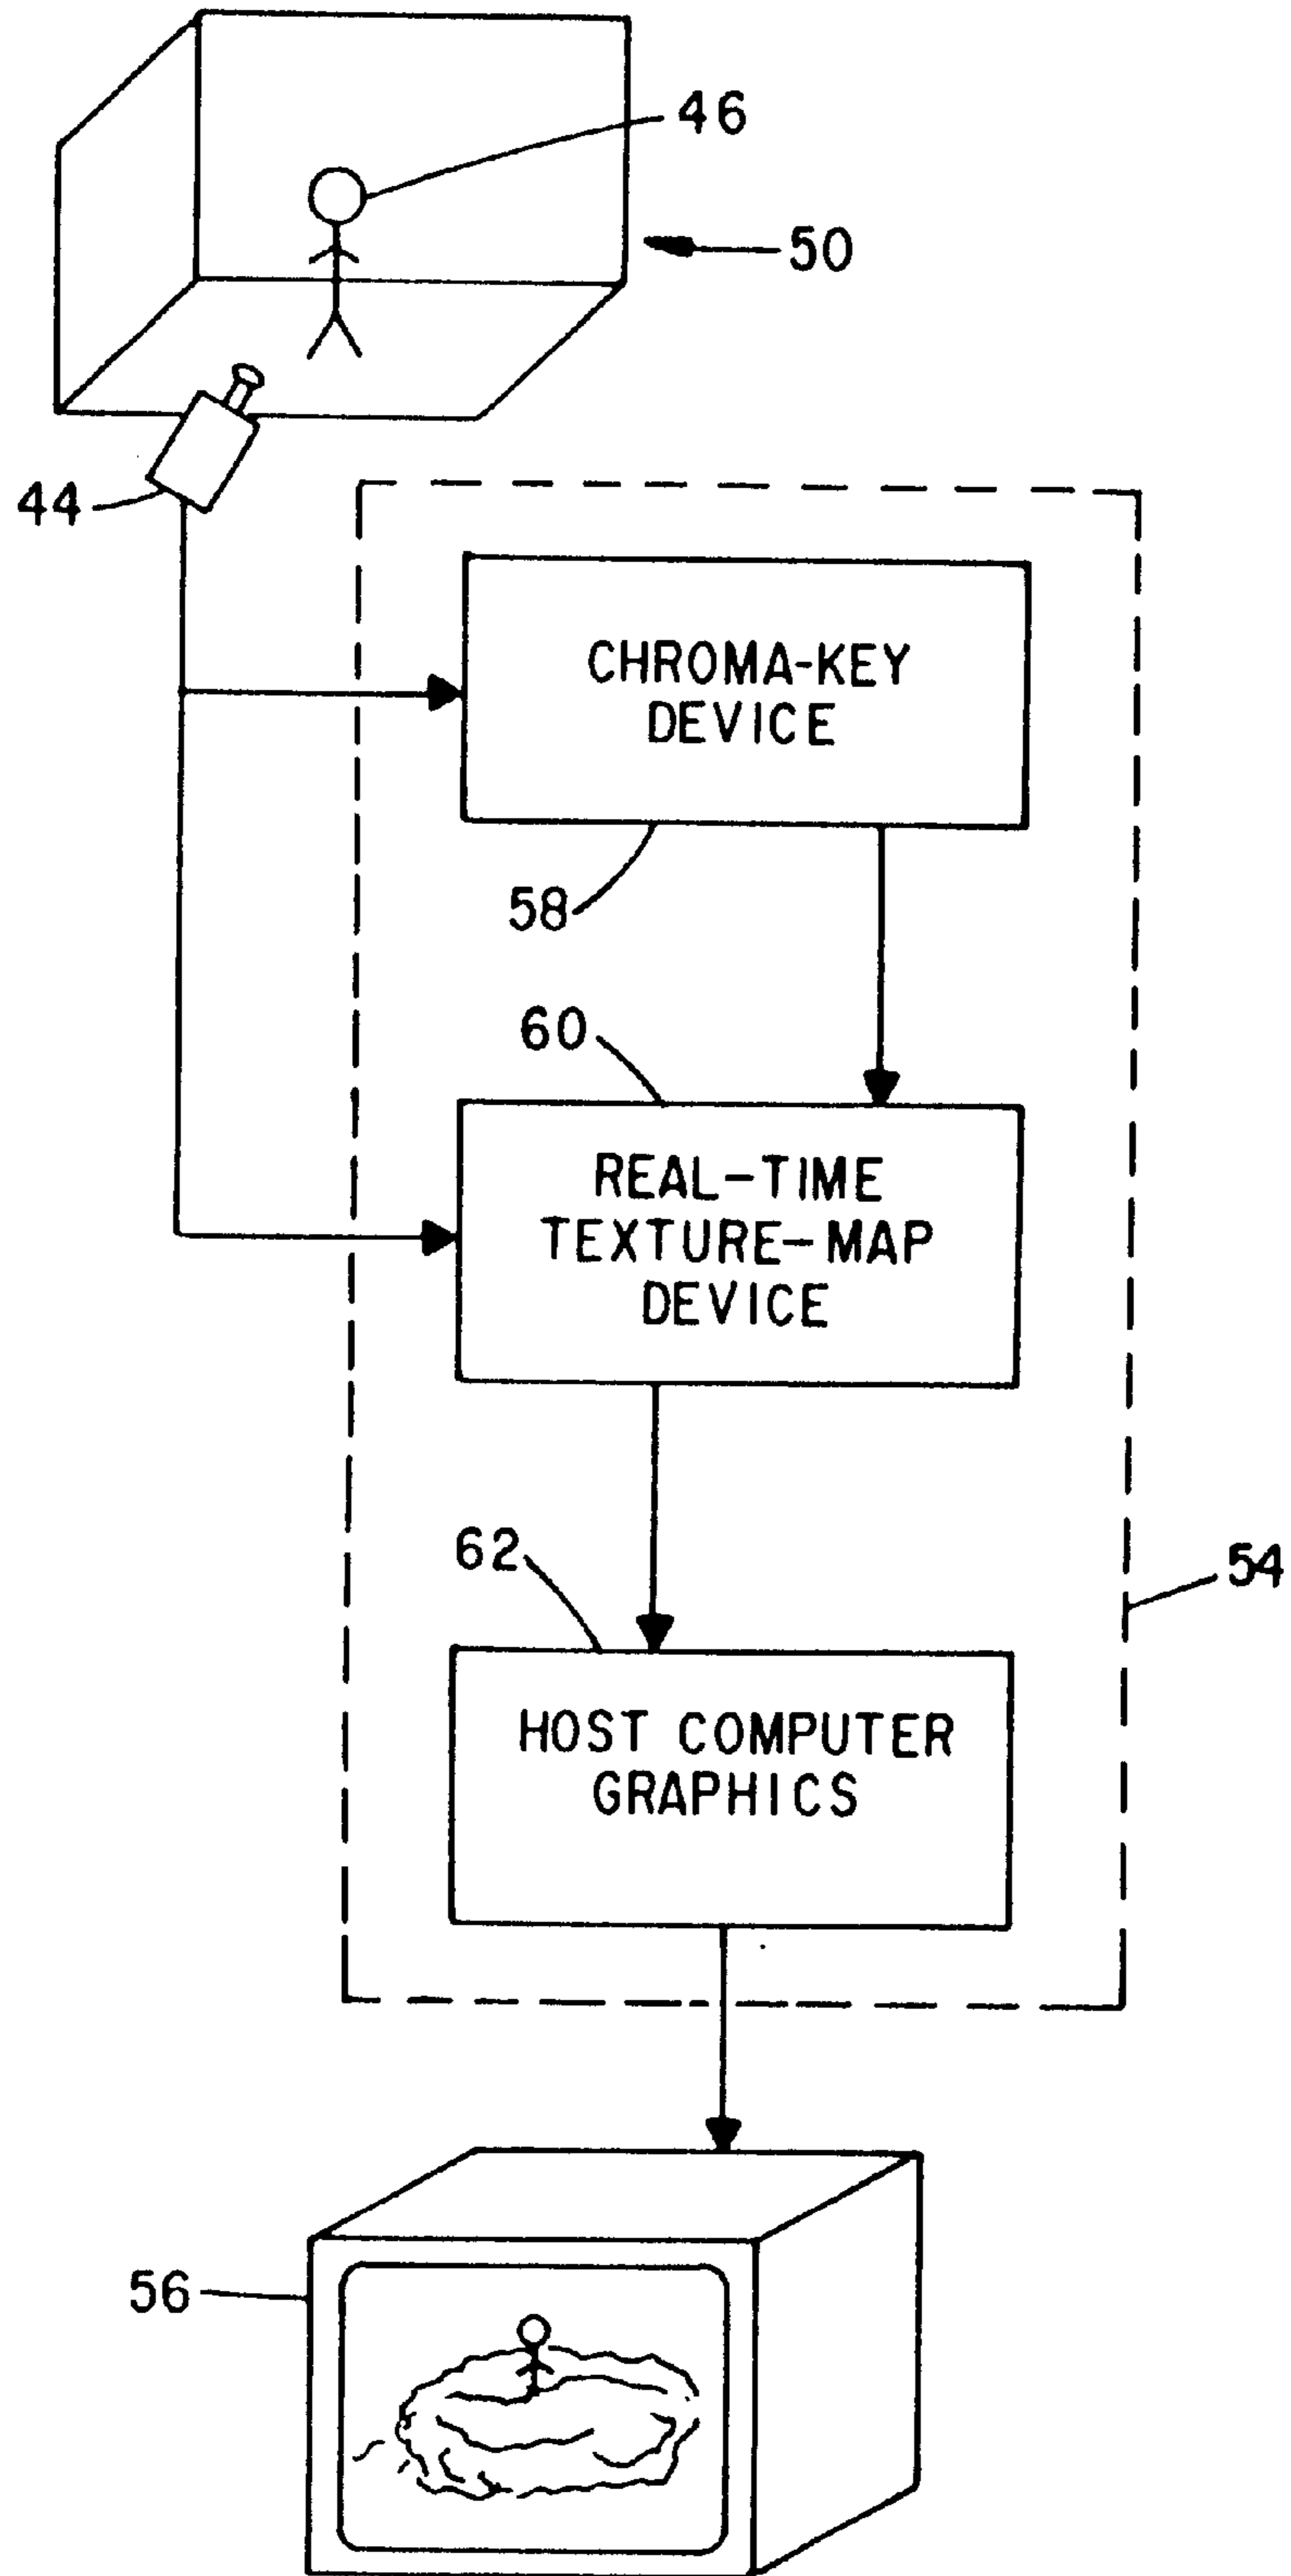 46
50
44
CHROMA-KEY
DEVICE
58
60
REAL-TIME
TEXTURE-MAP
DEVICE
62
54
HOST COMPUTER
GRAPHICS
56